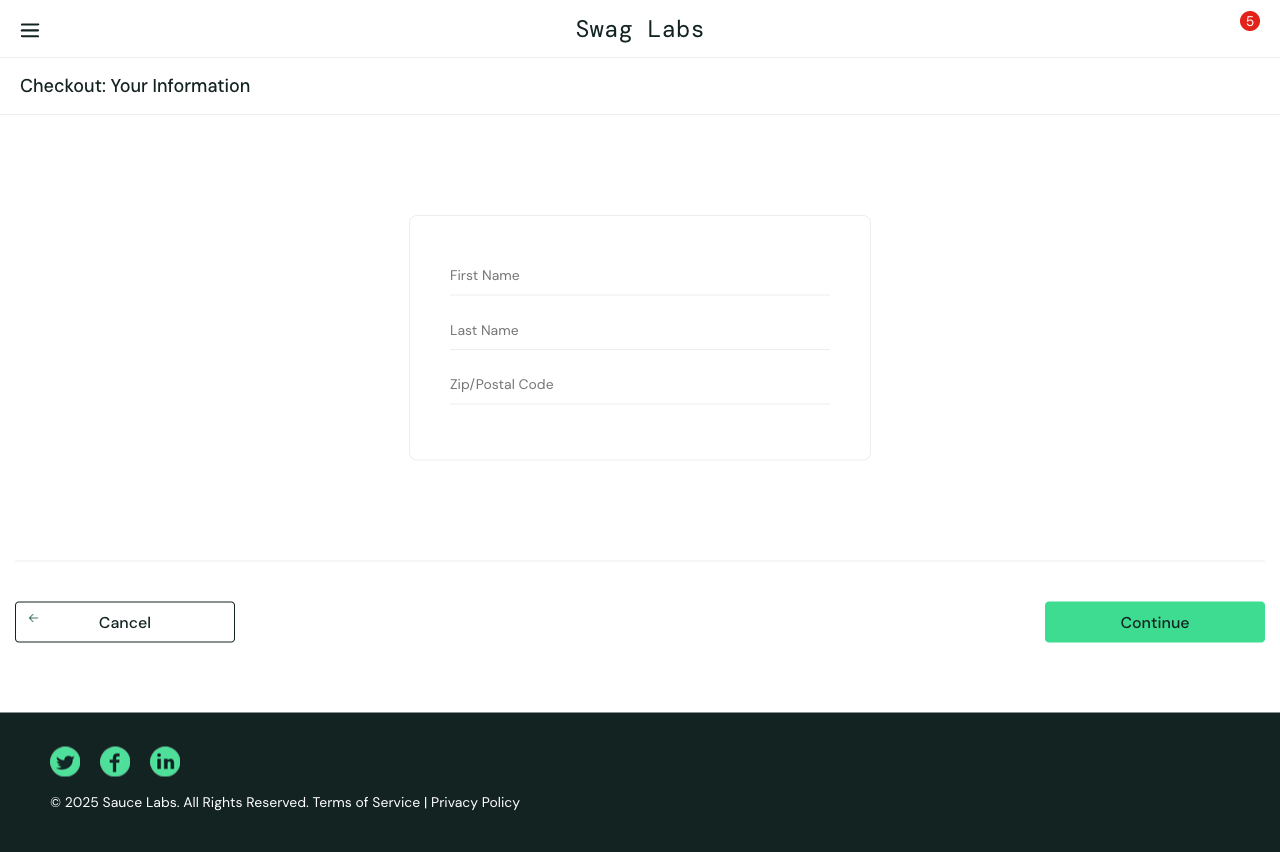 Swag Labs
5
Checkout: Your Information
First Name
Last Name
Zip/Postal Code
Cancel
Continue
© 2025 Sauce Labs. All Rights Reserved. Terms of Service | Privacy Policy